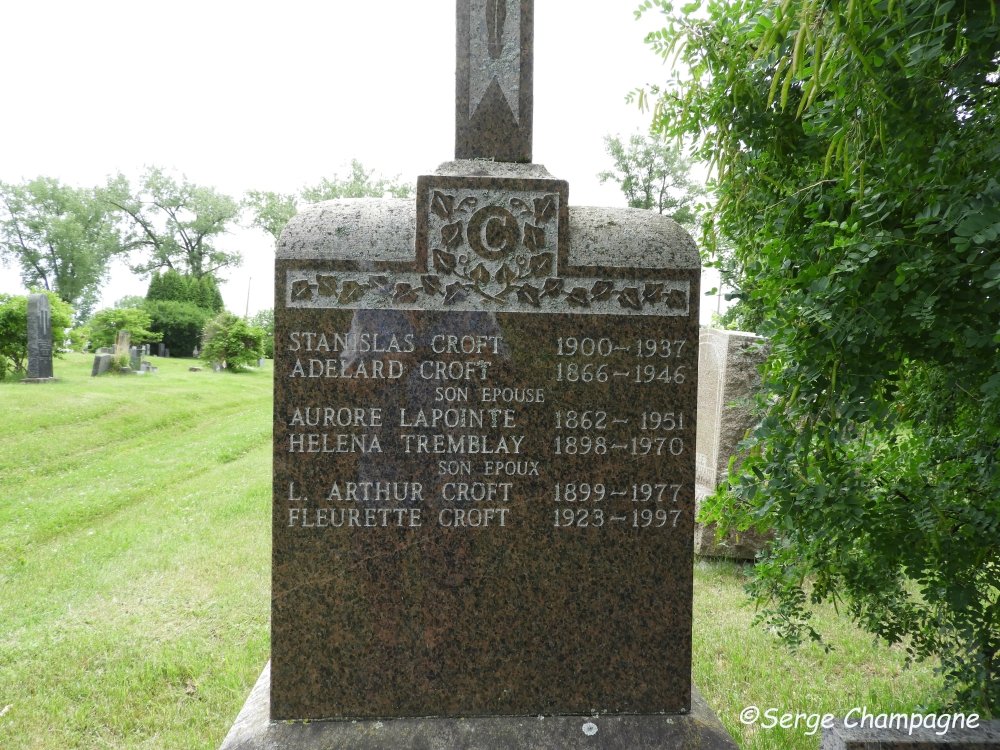 C
STANISLAS CROFT 1900-1937
ADELARD CROFT 1866-1946
SON EPOUSE
AURORE LAPOINTE 1862-1951
HELENA TREMBLAY 1898-1970
SON EPOUX
L. ARTHUR CROFT 1899-1977
FLEURETTE CROFT 1923-1997
©Serge Champagne